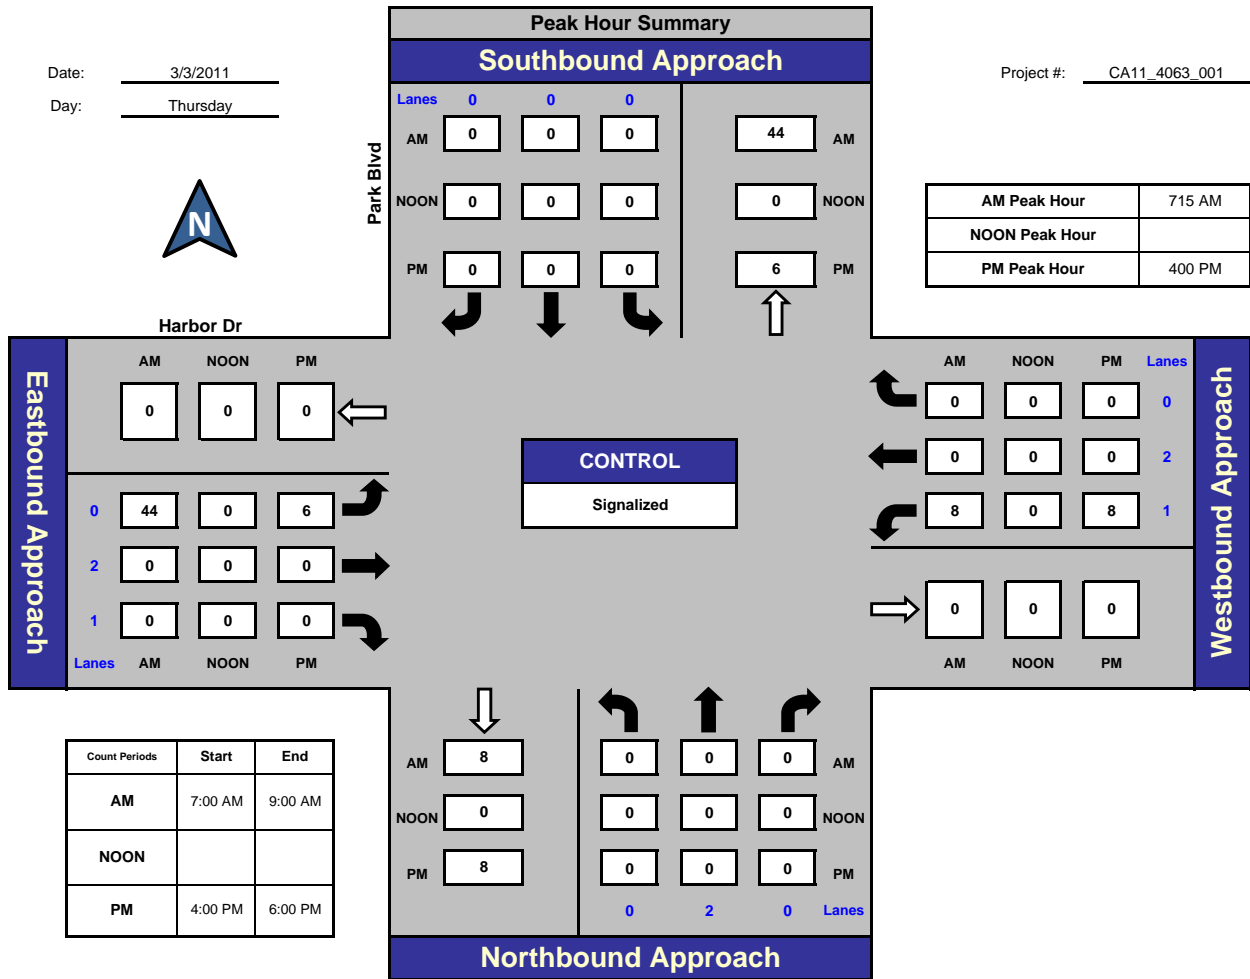 Peak Hour Summary
Southbound Approach
Date: 3/3/2011
Day: Thursday
Project #: CA11_4063_001
Lanes 0 0 0
AM 0 0 0 44 AM
NOON 0 0 0 0 NOON
PM 0 0 0 6 PM
Park Blvd
N
AM Peak Hour 715 AM
NOON Peak Hour
PM Peak Hour 400 PM
Harbor Dr
Eastbound Approach
AM NOON PM
0 0 0
0 44 0 6
2 0 0 0
1 0 0 0
Lanes AM NOON PM
CONTROL
Signalized
AM NOON PM Lanes
0 0 0 0
0 0 0 2
8 0 8 1
0 0 0
AM NOON PM
Westbound Approach
Count Periods Start End
AM 7:00 AM 9:00 AM
NOON
PM 4:00 PM 6:00 PM
AM 8 0 0 0 AM
NOON 0 0 0 0 NOON
PM 8 0 0 0 PM
0 2 0 Lanes
Northbound Approach